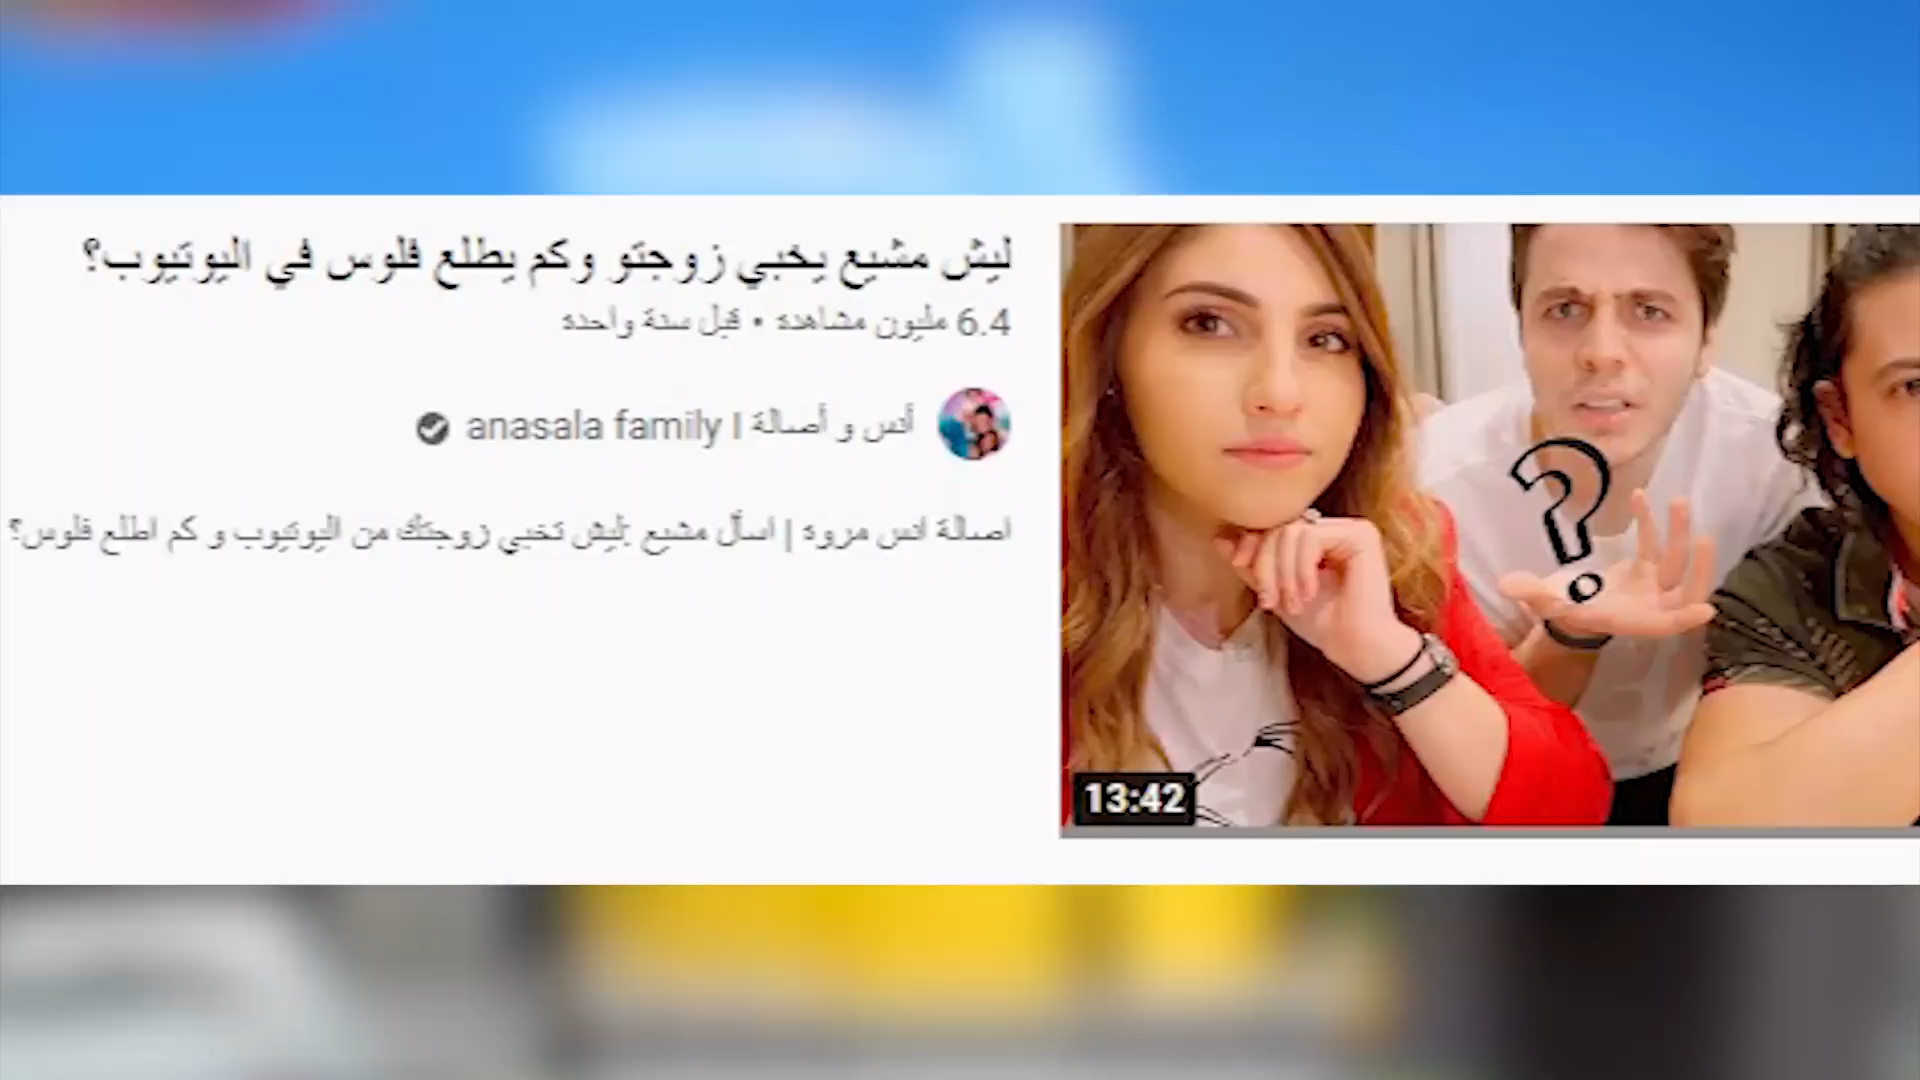 ليش مشيع يخبي زوجتو وكم يطلع فلوس في اليوتيوب؟
6.4 مليون مشاهدة • قبل سنة واحدة
أنس و أصالة | anasala family
اصالة انس مروة | اسأل مشيع :ليش تخبي زوجتك من اليوتيوب و كم اطلع فلوس؟
?
13:42